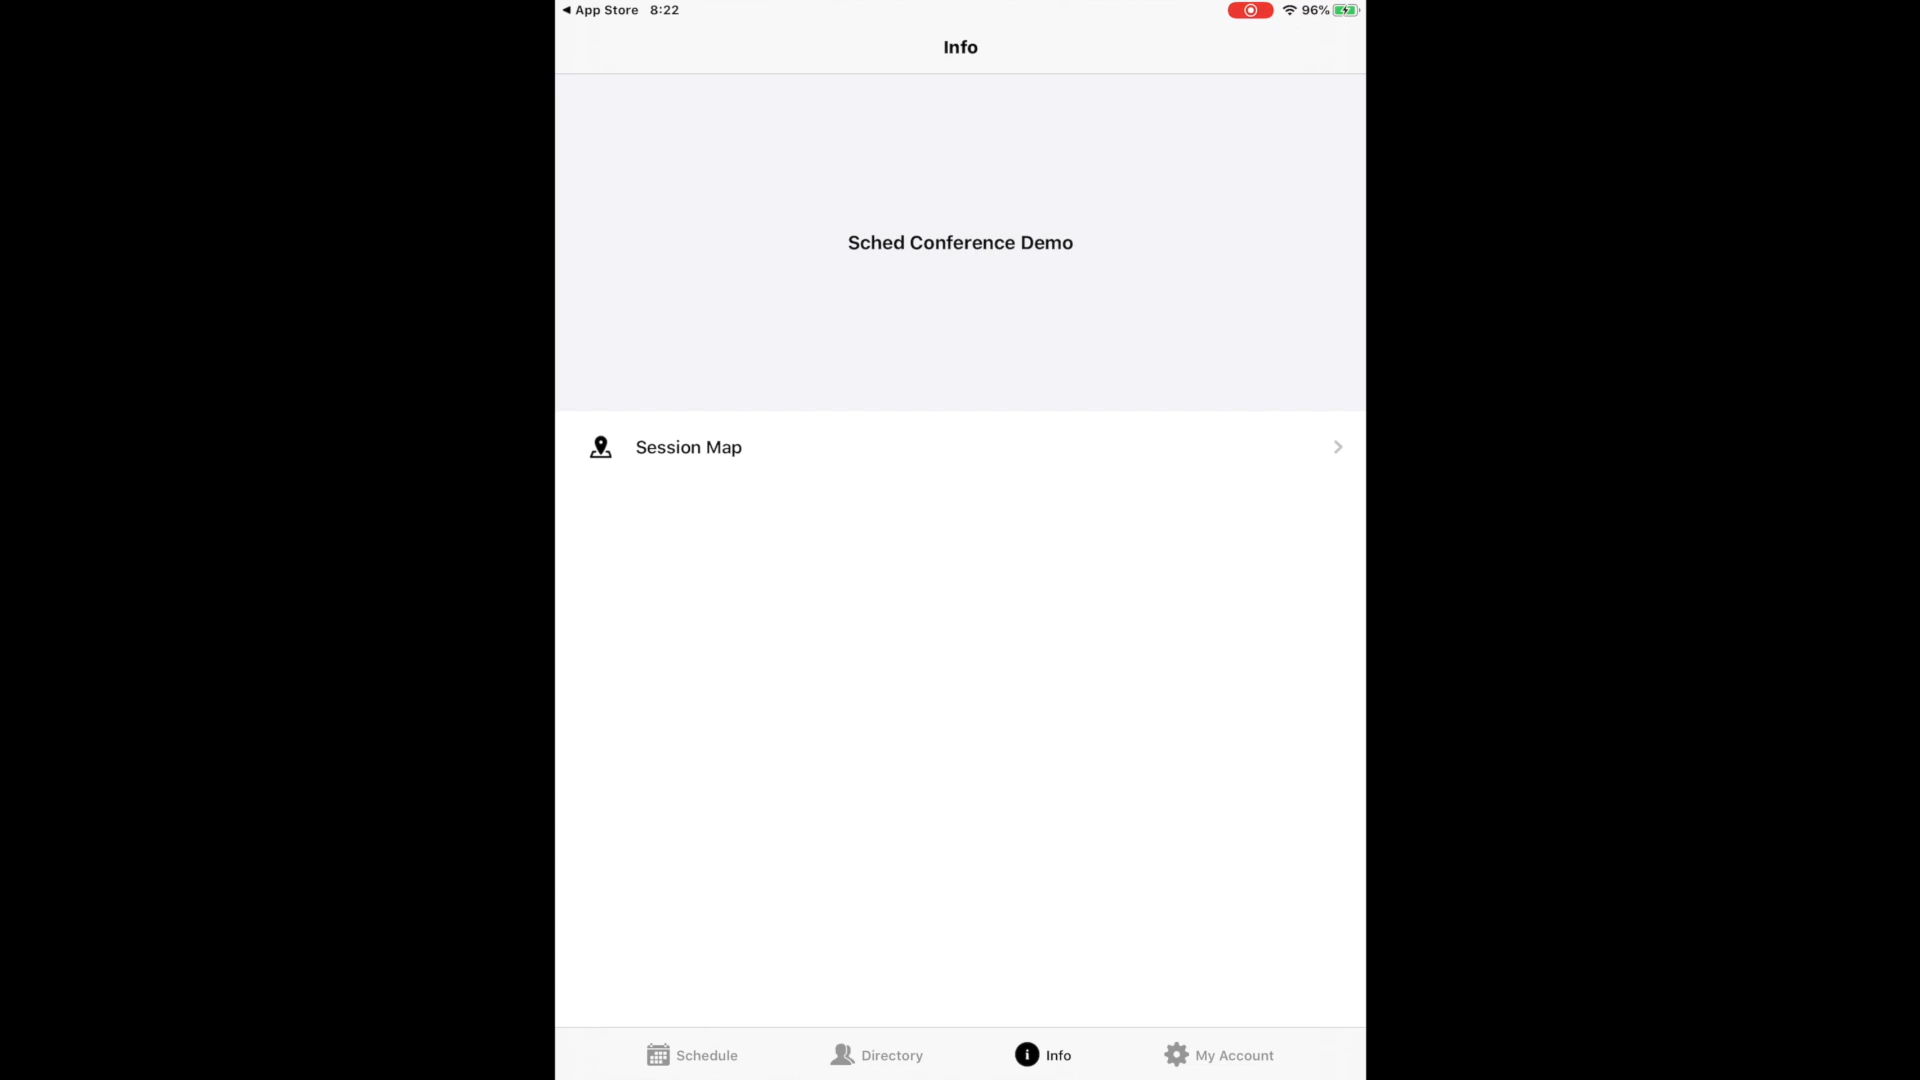 ◀ App Store 8:22 96%
Info
Sched Conference Demo
Session Map
Schedule Directory Info My Account